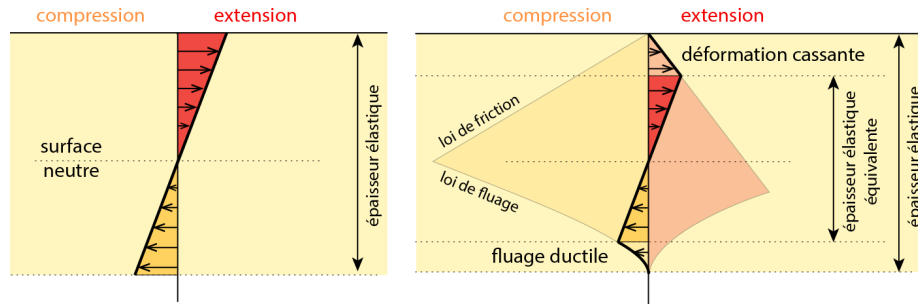 compression
extension
surface
neutre
épaisseur élastique
compression
extension
déformation cassante
loi de friction
loi de fluage
fluage ductile
épaisseur élastique
équivalente
épaisseur élastique